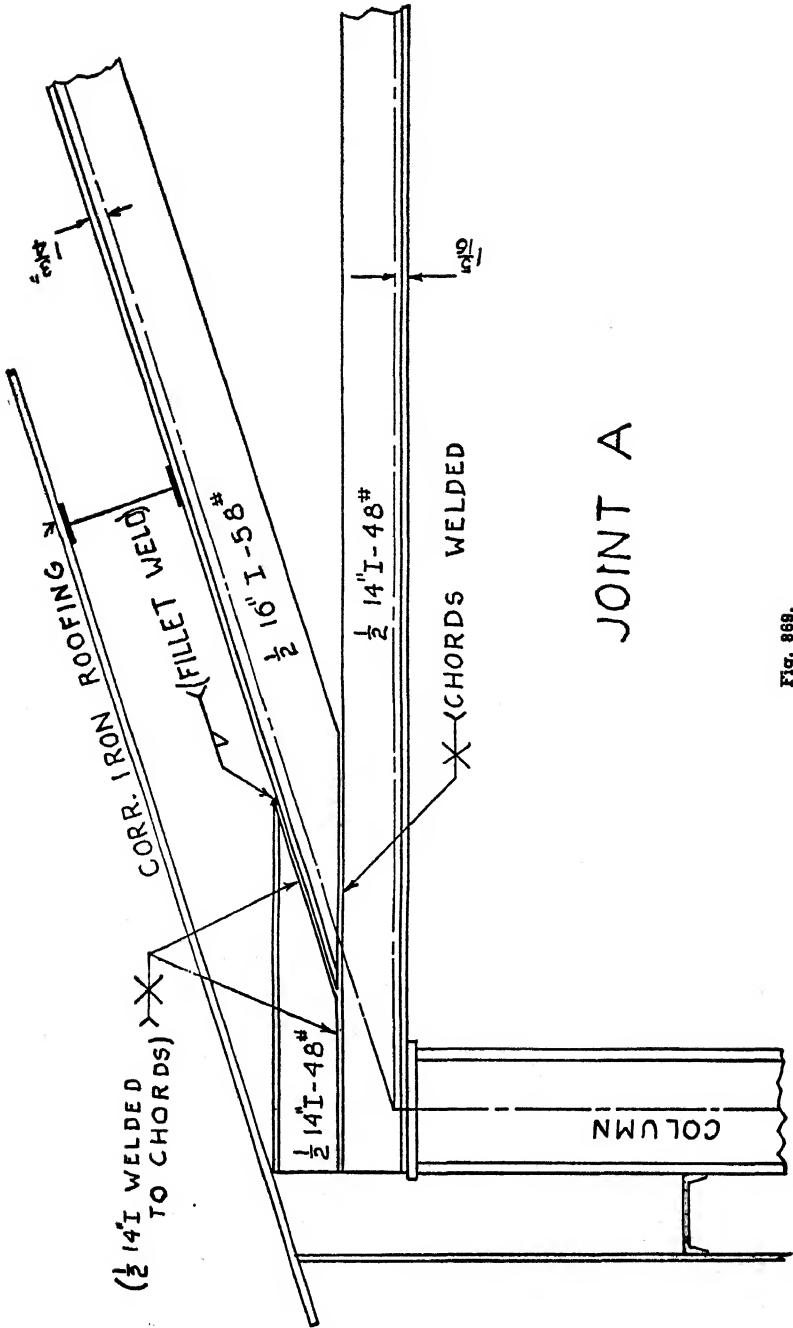 CORR. IRON ROOFING
(FILLET WELD)
(½ 14"I WELDED
TO CHORDS)
½ 16" I-58#
½ 14"I-48#
½ 14"I-48#
(CHORDS WELDED
COLUMN
JOINT A
FIG. 869.